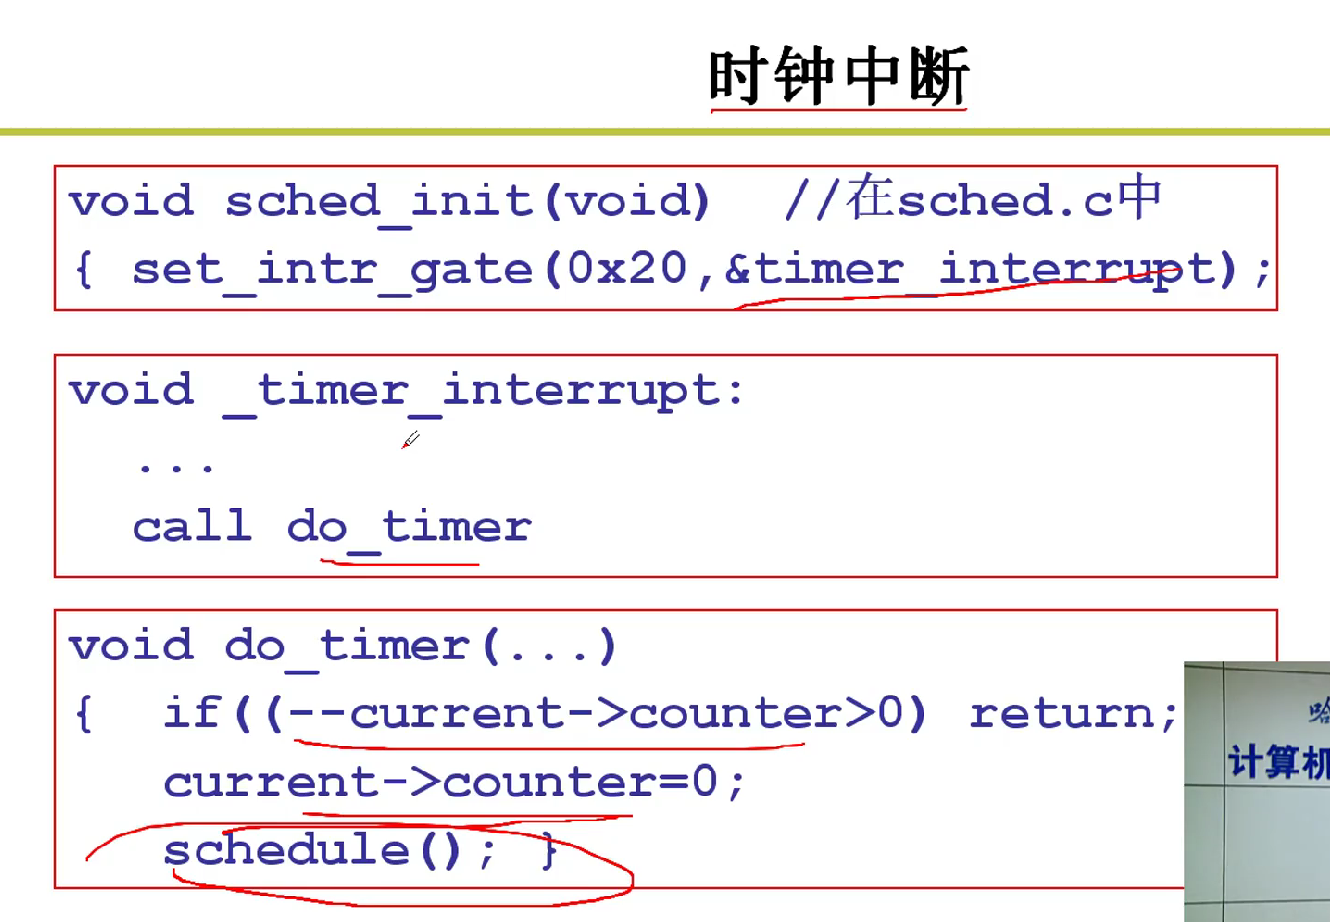 时钟中断
void sched_init(void) //在sched.c中
{ set_intr_gate(0x20,&timer_interrupt);
void _timer_interrupt:
...
call do_timer
void do_timer(...)
{ if((--current->counter>0) return;
current->counter=0;
schedule(); }
哈
计算机